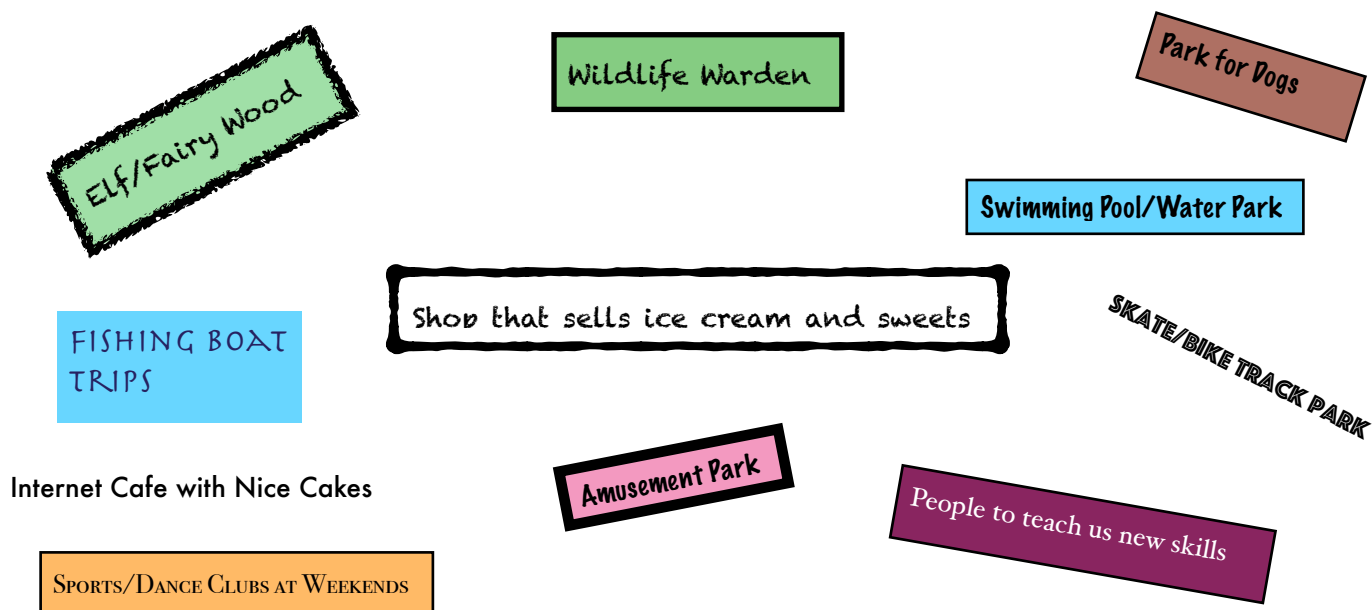 Elf/Fairy Wood
Wildlife Warden
Park for Dogs
Swimming Pool/Water Park
Shop that sells ice cream and sweets
FISHING BOAT
TRIPS
SKATE/BIKE TRACK PARK
Internet Cafe with Nice Cakes
Amusement Park
People to teach us new skills
Sports/Dance Clubs at Weekends